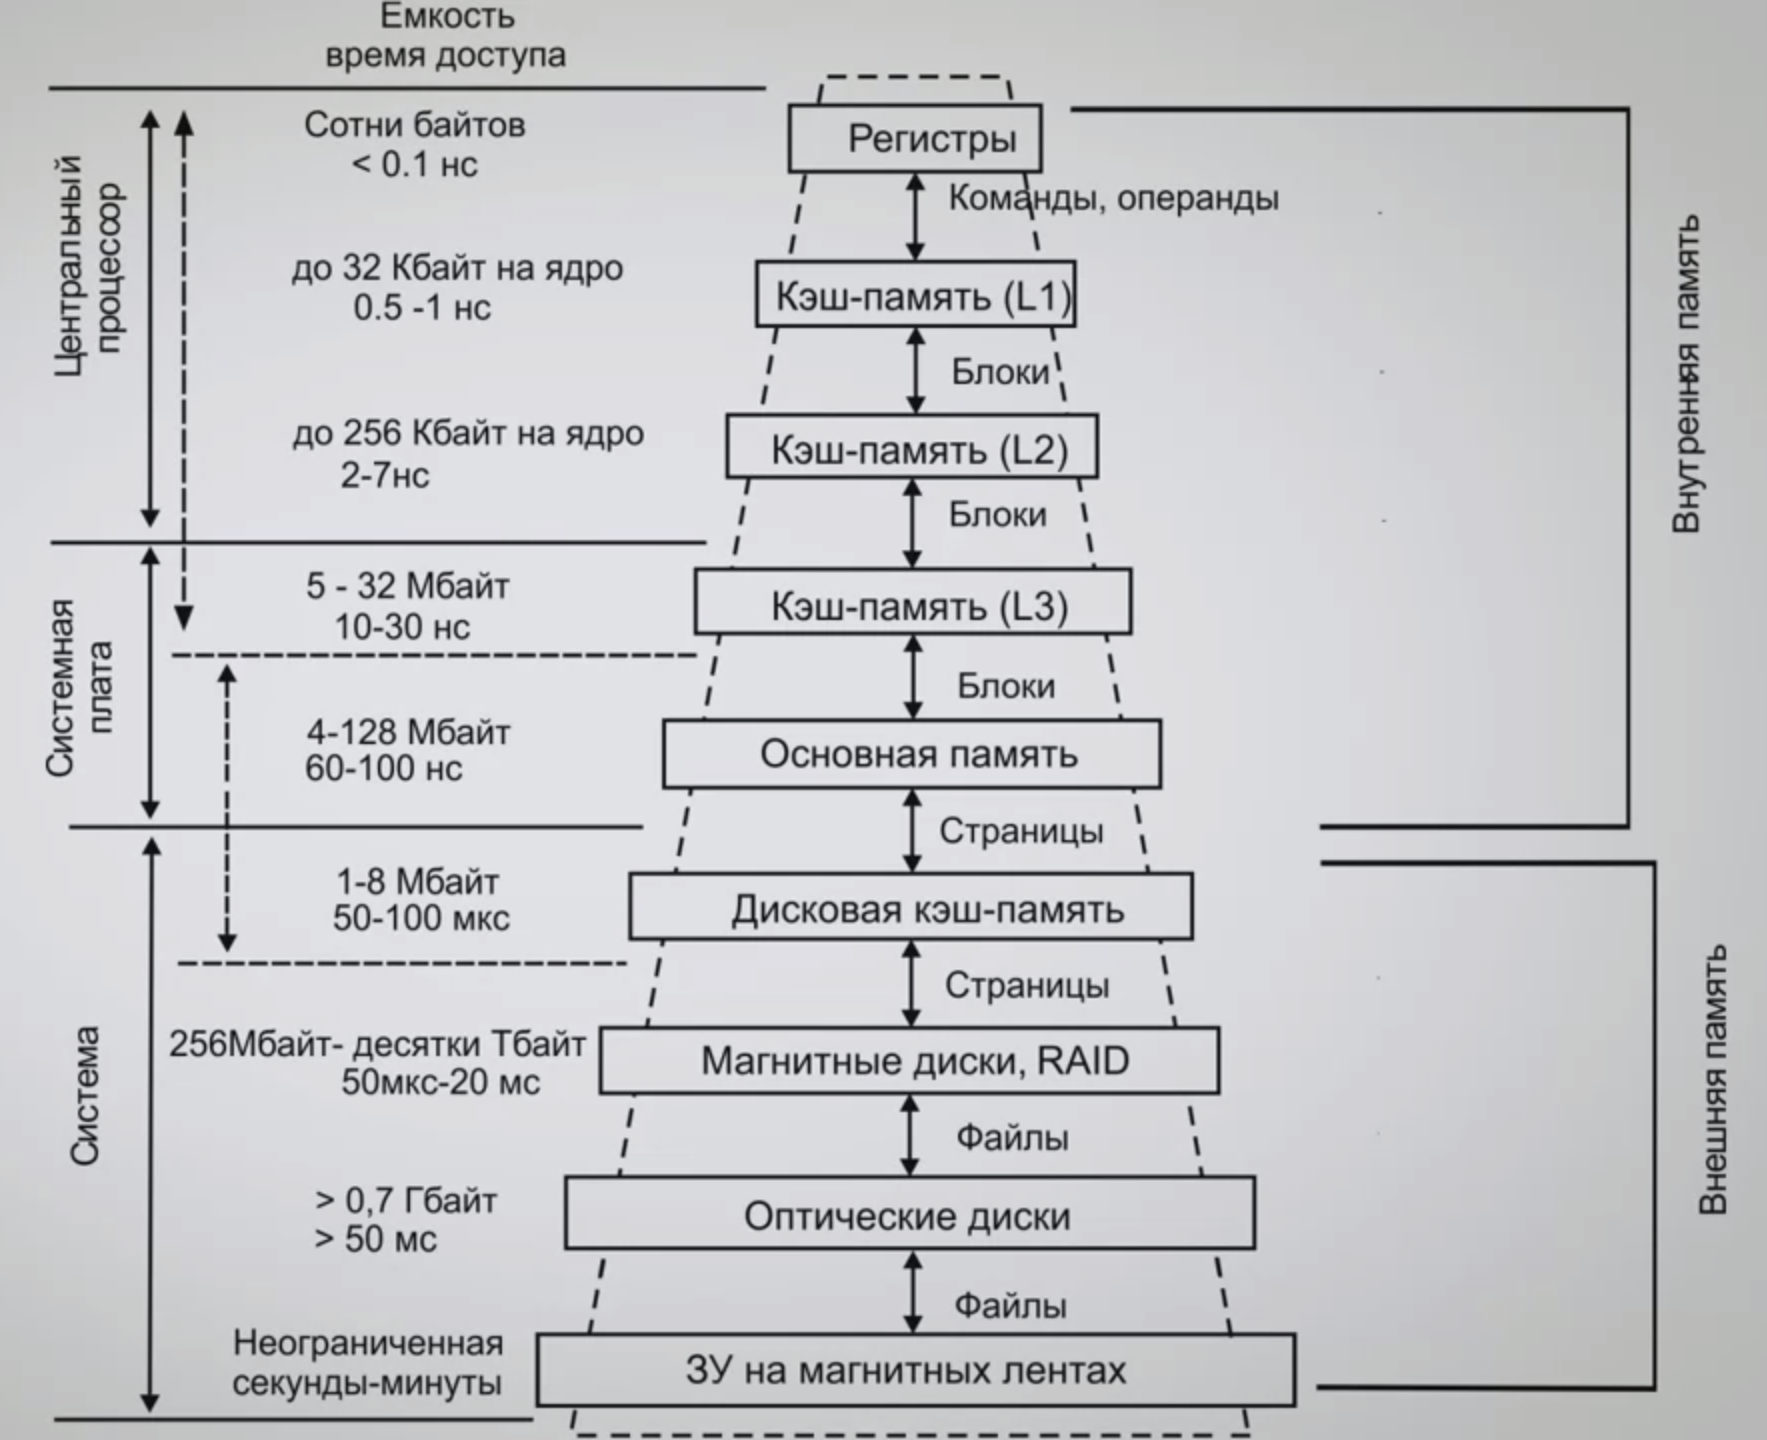 Емкость
время доступа
Сотни байтов
< 0.1 нс
Регистры
Команды, операнды
Центральный
процессор
до 32 Кбайт на ядро
0.5 -1 нс
Кэш-память (L1)
Блоки
до 256 Кбайт на ядро
2-7нс
Кэш-память (L2)
Блоки
Внутренняя память
Системная
плата
5 - 32 Мбайт
10-30 нс
Кэш-память (L3)
Блоки
4-128 Мбайт
60-100 нс
Основная память
Страницы
1-8 Мбайт
50-100 мкс
Дисковая кэш-память
Страницы
Система
256Мбайт- десятки Тбайт
50мкс-20 мс
Магнитные диски, RAID
Файлы
Внешняя память
> 0,7 Гбайт
> 50 мс
Оптические диски
Файлы
Неограниченная
секунды-минуты
ЗУ на магнитных лентах